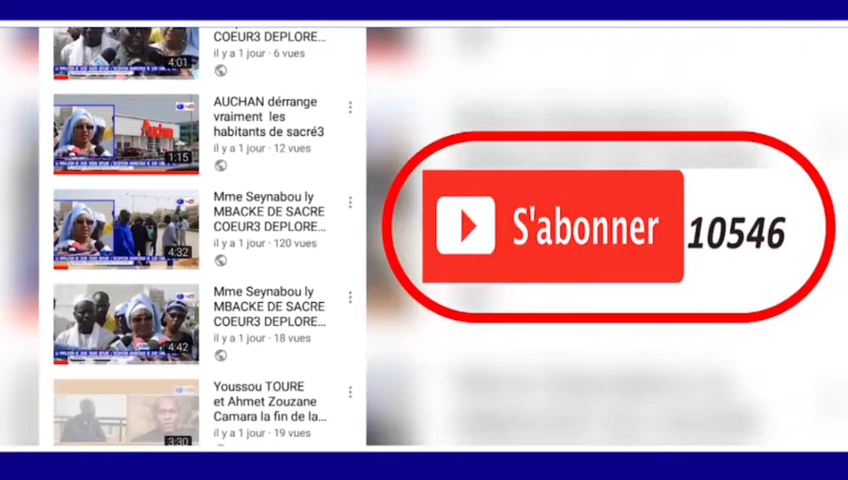 COEUR3 DEPLORE...
il y a 1 jour · 6 vues
4:01
AUCHAN dérrange
vraiment les
habitants de sacré3
il y a 1 jour · 12 vues
Auchan
1:15
Mme Seynabou ly
MBACKE DE SACRE
COEUR3 DEPLORE...
il y a 1 jour · 120 vues
4:32
Mme Seynabou ly
MBACKE DE SACRE
COEUR3 DEPLORE...
il y a 1 jour · 18 vues
4:42
Youssou TOURE
et Ahmet Zouzane
Camara la fin de la...
il y a 1 jour · 19 vues
3:30
S'abonner
10546